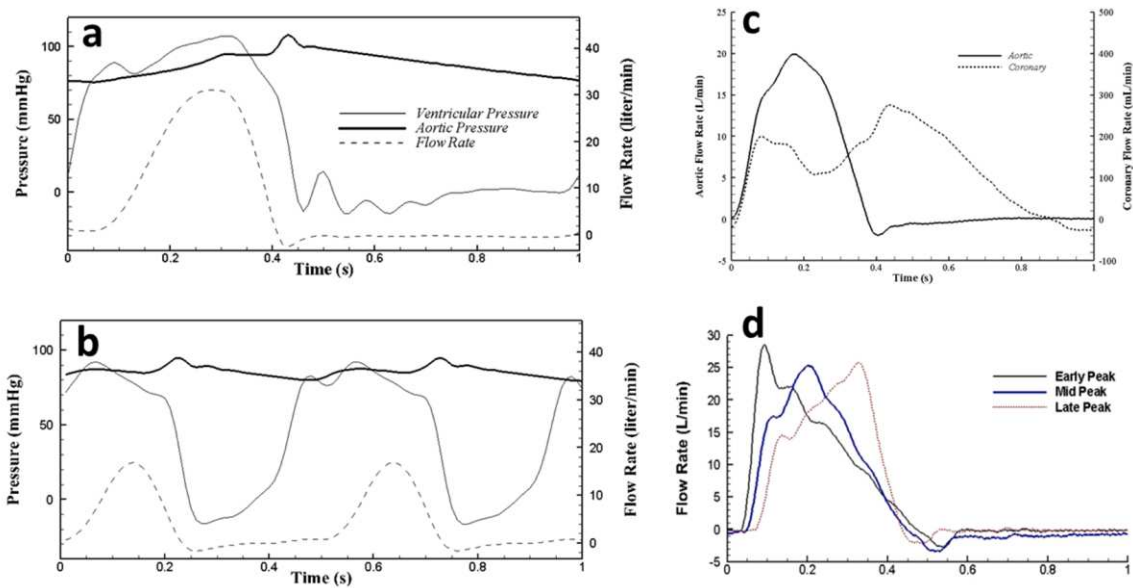 a
Pressure (mmHg)
100
50
0
0
0.2
0.4
0.6
0.8
1
Time (s)
40
30
20
10
0
Flow Rate (liter/min)
Ventricular Pressure
Aortic Pressure
Flow Rate
c
Aortic Flow Rate (L/min)
25
20
15
10
5
0
-5
0
0.2
0.4
0.6
0.8
1
Time (s)
500
400
300
200
100
0
-100
Coronary Flow Rate (mL/min)
Aortic
Coronary
b
Pressure (mmHg)
100
50
0
0
0.2
0.4
0.6
0.8
1
Time (s)
40
30
20
10
0
Flow Rate (liter/min)
d
Flow Rate (L/min)
30
25
20
15
10
5
0
-5
0
0.2
0.4
0.6
0.8
1
Early Peak
Mid Peak
Late Peak